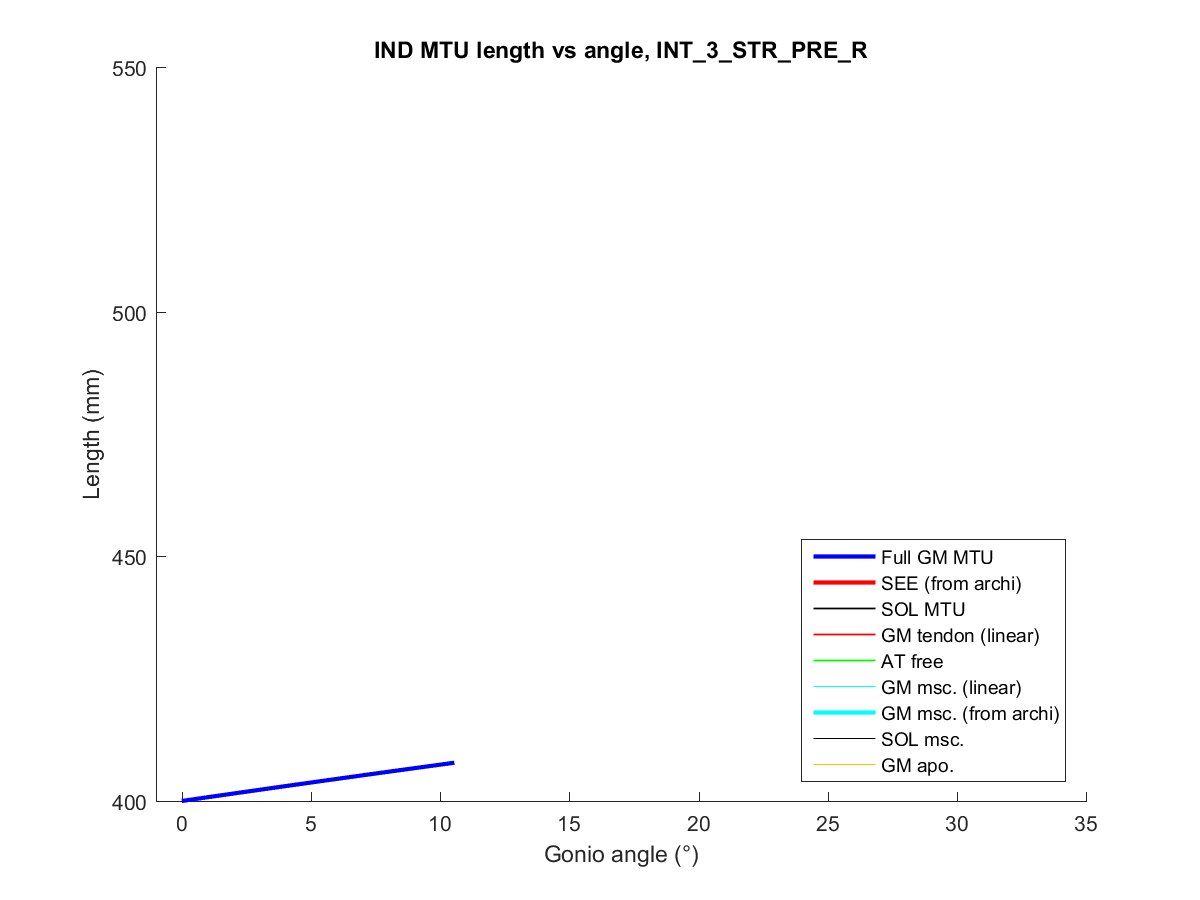 IND MTU length vs angle, INT_3_STR_PRE_R
550
500
450
400
Length (mm)
0 5 10 15 20 25 30 35
Gonio angle (°)
Full GM MTU
SEE (from archi)
SOL MTU
GM tendon (linear)
AT free
GM msc. (linear)
GM msc. (from archi)
SOL msc.
GM apo.